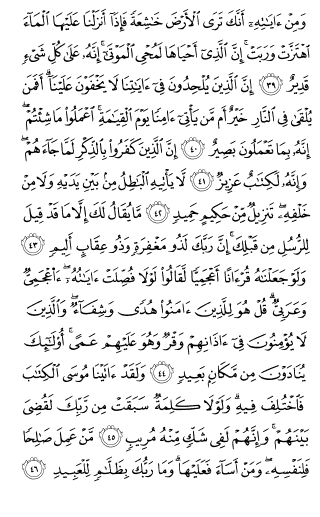 وَمِنْ ءَايَٰتِهِۦٓ أَنَّكَ تَرَى ٱلْأَرْضَ خَٰشِعَةً فَإِذَآ أَنزَلْنَا عَلَيْهَا ٱلْمَآءَ
ٱهْتَزَّتْ وَرَبَتْ ۚ إِنَّ ٱلَّذِىٓ أَحْيَاهَا لَمُحْىِ ٱلْمَوْتَىٰٓ ۚ إِنَّهُۥ عَلَىٰ كُلِّ شَىْءٍ
قَدِيرٌ ٣٩ إِنَّ ٱلَّذِينَ يُلْحِدُونَ فِىٓ ءَايَٰتِنَا لَا يَخْفَوْنَ عَلَيْنَآ ۗ أَفَمَن
يُلْقَىٰ فِى ٱلنَّارِ خَيْرٌ أَم مَّن يَأْتِىٓ ءَامِنًا يَوْمَ ٱلْقِيَٰمَةِ ۚ ٱعْمَلُوا۟ مَا شِئْتُمْ ۖ
إِنَّهُۥ بِمَا تَعْمَلُونَ بَصِيرٌ ٤٠ إِنَّ ٱلَّذِينَ كَفَرُوا۟ بِٱلذِّكْرِ لَمَّا جَآءَهُمْ ۖ
وَإِنَّهُۥ لَكِتَٰبٌ عَزِيزٌ ٤١ لَّا يَأْتِيهِ ٱلْبَٰطِلُ مِنۢ بَيْنِ يَدَيْهِ وَلَا مِنْ
خَلْفِهِۦ ۖ تَنزِيلٌ مِّنْ حَكِيمٍ حَمِيدٍ ٤٢ مَّا يُقَالُ لَكَ إِلَّا مَا قَدْ قِيلَ
لِلرُّسُلِ مِن قَبْلِكَ ۚ إِنَّ رَبَّكَ لَذُو مَغْفِرَةٍ وَذُو عِقَابٍ أَلِيمٍ ٤٣
وَلَوْ جَعَلْنَٰهُ قُرْءَانًا أَعْجَمِيًّا لَّقَالُوا۟ لَوْلَا فُصِّلَتْ ءَايَٰتُهُۥٓ ۖ ءَا۬عْجَمِىٌّ
وَعَرَبِىٌّ ۗ قُلْ هُوَ لِلَّذِينَ ءَامَنُوا۟ هُدًى وَشِفَآءٌ ۖ وَٱلَّذِينَ
لَا يُؤْمِنُونَ فِىٓ ءَاذَانِهِمْ وَقْرٌ وَهُوَ عَلَيْهِمْ عَمًى ۚ أُو۟لَٰٓئِكَ
يُنَادَوْنَ مِن مَّكَانٍۭ بَعِيدٍ ٤٤ وَلَقَدْ ءَاتَيْنَا مُوسَى ٱلْكِتَٰبَ
فَٱخْتُلِفَ فِيهِ ۗ وَلَوْلَا كَلِمَةٌ سَبَقَتْ مِن رَّبِّكَ لَقُضِىَ
بَيْنَهُمْ ۚ وَإِنَّهُمْ لَفِى شَكٍّ مِّنْهُ مُرِيبٍ ٤٥ مَّنْ عَمِلَ صَٰلِحًا
فَلِنَفْسِهِۦ ۖ وَمَنْ أَسَآءَ فَعَلَيْهَا ۗ وَمَا رَبُّكَ بِظَلَّٰمٍ لِّلْعَبِيدِ ٤٦